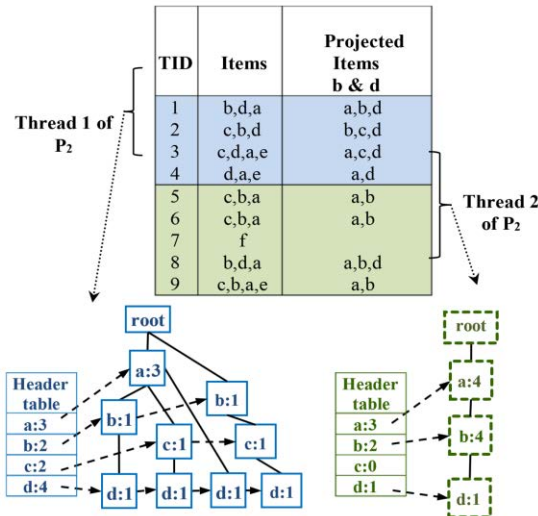 TID Items Projected
Items
b & d
1 b,d,a a,b,d
2 c,b,d b,c,d
3 c,d,a,e a,c,d
4 d,a,e a,d
5 c,b,a a,b
6 c,b,a a,b
7 f
8 b,d,a a,b,d
9 c,b,a,e a,b
Thread 1 of
P2
Thread 2
of P2
root
a:3
b:1
b:1
c:1
c:1
d:1
d:1
d:1
d:1
Header
table
a:3
b:2
c:2
d:4
root
a:4
b:4
d:1
Header
table
a:4
b:2
c:0
d:1